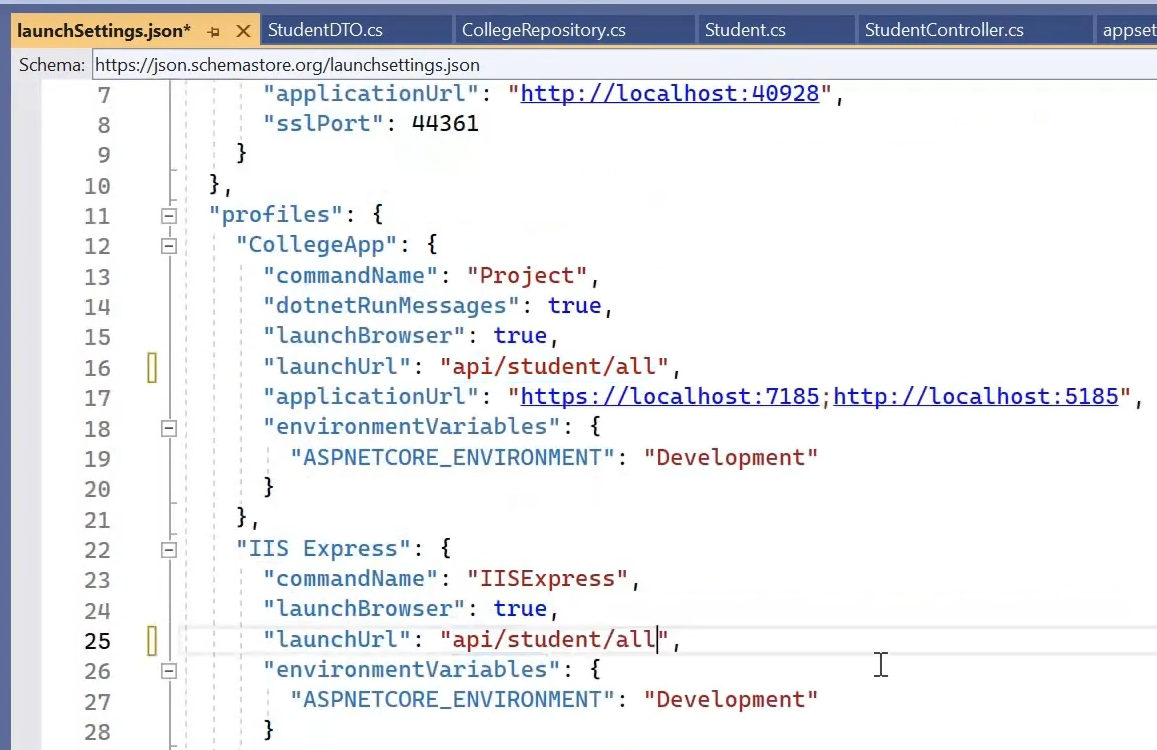 launchSettings.json* StudentDTO.cs CollegeRepository.cs Student.cs StudentController.cs appset
Schema: https://json.schemastore.org/launchsettings.json
7 "applicationUrl": "http://localhost:40928",
8 "sslPort": 44361
9 }
10 },
11 "profiles": {
12 "CollegeApp": {
13 "commandName": "Project",
14 "dotnetRunMessages": true,
15 "launchBrowser": true,
16 "launchUrl": "api/student/all",
17 "applicationUrl": "https://localhost:7185;http://localhost:5185",
18 "environmentVariables": {
19 "ASPNETCORE_ENVIRONMENT": "Development"
20 }
21 },
22 "IIS Express": {
23 "commandName": "IISExpress",
24 "launchBrowser": true,
25 "launchUrl": "api/student/all",
26 "environmentVariables": {
27 "ASPNETCORE_ENVIRONMENT": "Development"
28 }